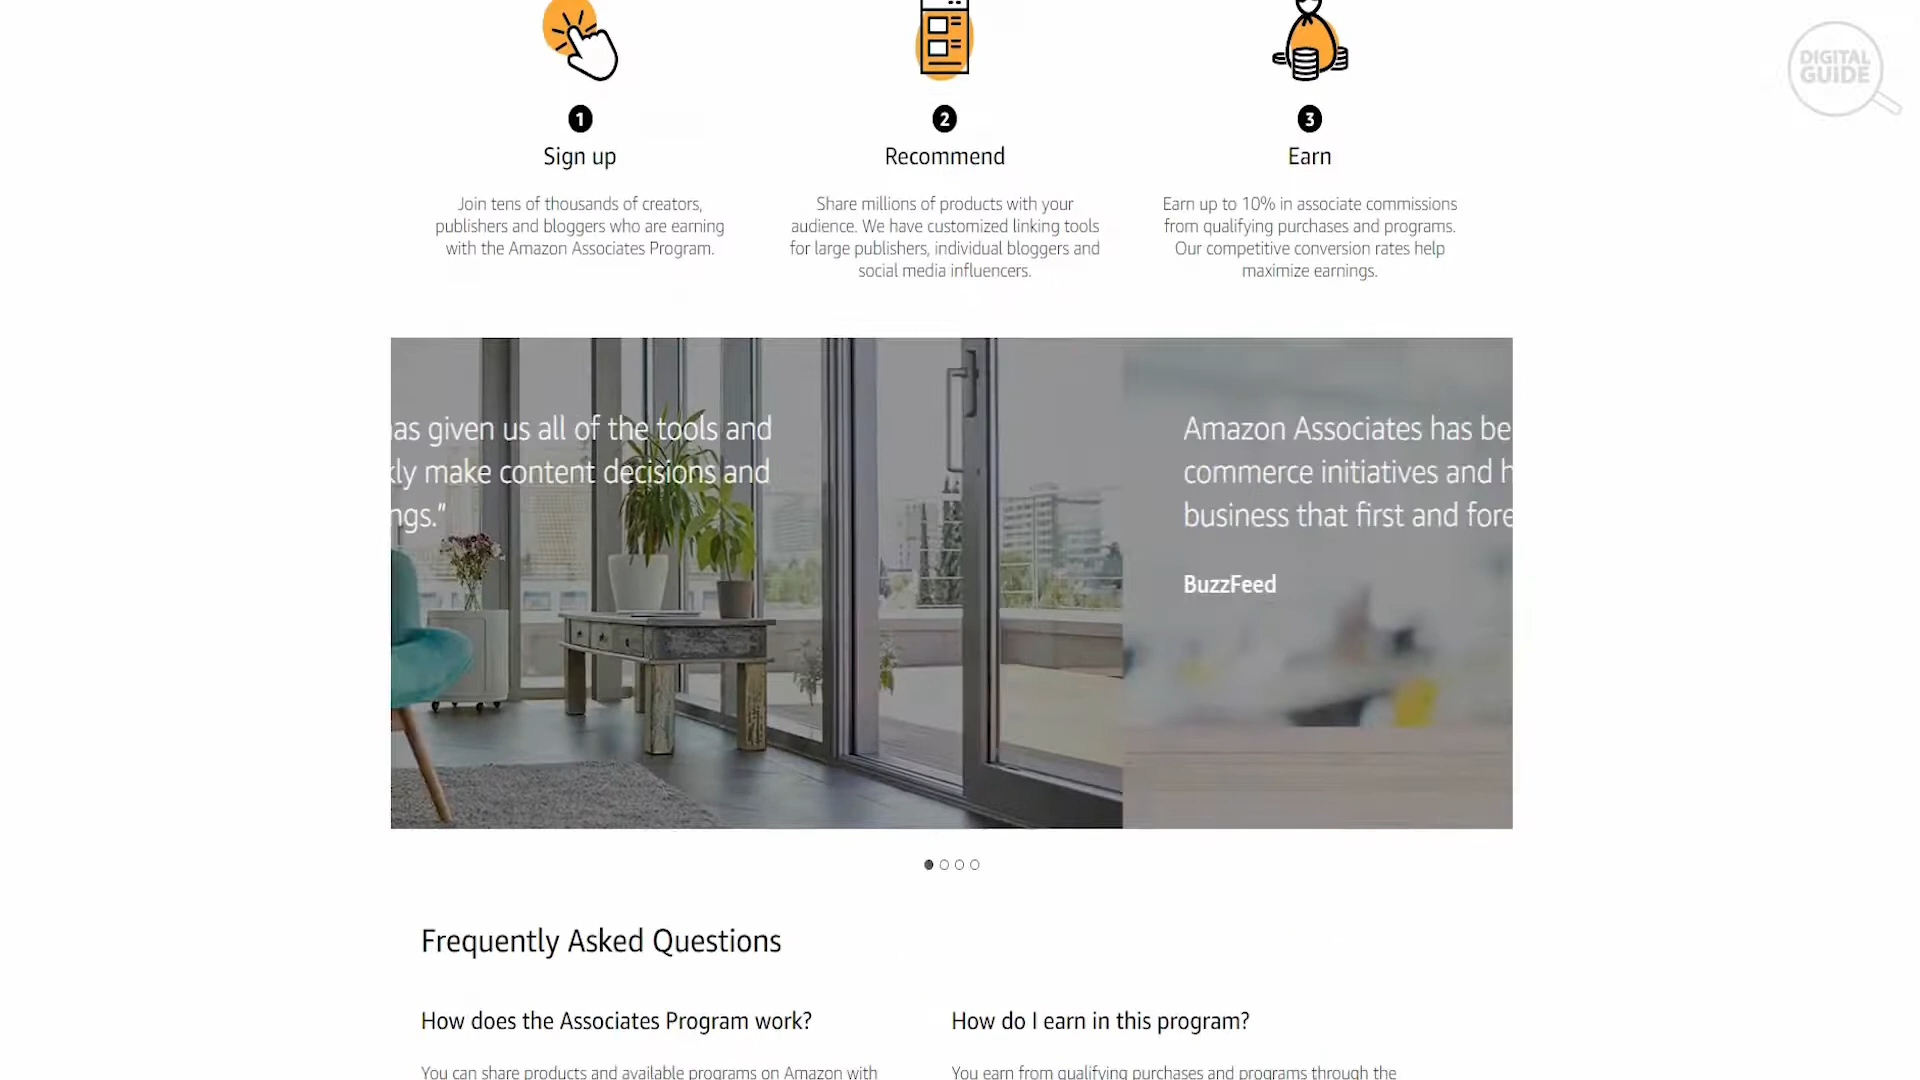 DIGITAL
GUIDE
1
Sign up
Join tens of thousands of creators,
publishers and bloggers who are earning
with the Amazon Associates Program.
2
Recommend
Share millions of products with your
audience. We have customized linking tools
for large publishers, individual bloggers and
social media influencers.
3
Earn
Earn up to 10% in associate commissions
from qualifying purchases and programs.
Our competitive conversion rates help
maximize earnings.
as given us all of the tools and
kly make content decisions and
ngs.”
Amazon Associates has be
commerce initiatives and h
business that first and fore
BuzzFeed
Frequently Asked Questions
How does the Associates Program work?
You can share products and available programs on Amazon with
How do I earn in this program?
You earn from qualifying purchases and programs through the